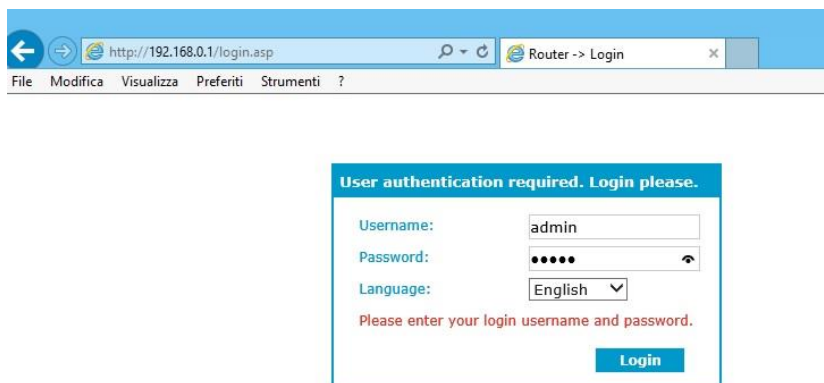 http://192.168.0.1/login.asp
Router -> Login
File Modifica Visualizza Preferiti Strumenti ?
User authentication required. Login please.
Username: admin
Password: •••••
Language: English
Please enter your login username and password.
Login